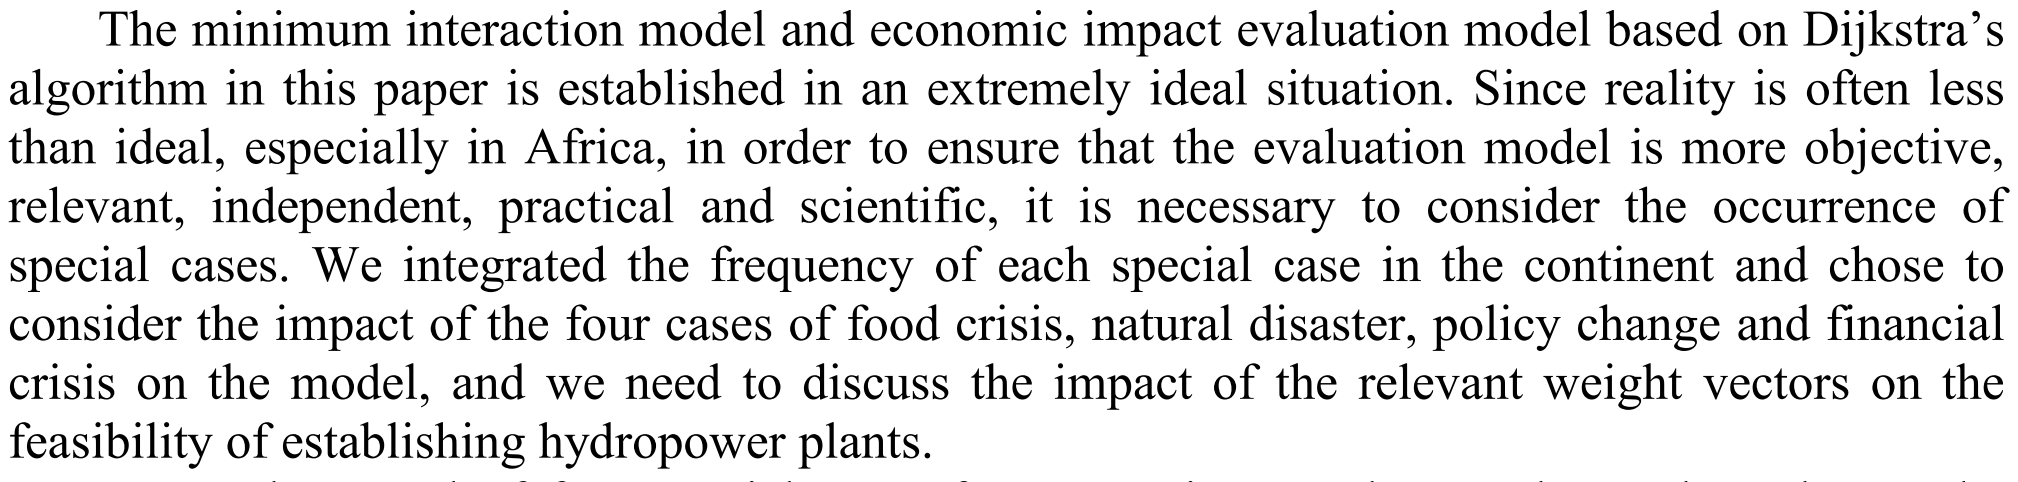 The minimum interaction model and economic impact evaluation model based on Dijkstra's
algorithm in this paper is established in an extremely ideal situation. Since reality is often less
than ideal, especially in Africa, in order to ensure that the evaluation model is more objective,
relevant, independent, practical and scientific, it is necessary to consider the occurrence of
special cases. We integrated the frequency of each special case in the continent and chose to
consider the impact of the four cases of food crisis, natural disaster, policy change and financial
crisis on the model, and we need to discuss the impact of the relevant weight vectors on the
feasibility of establishing hydropower plants.